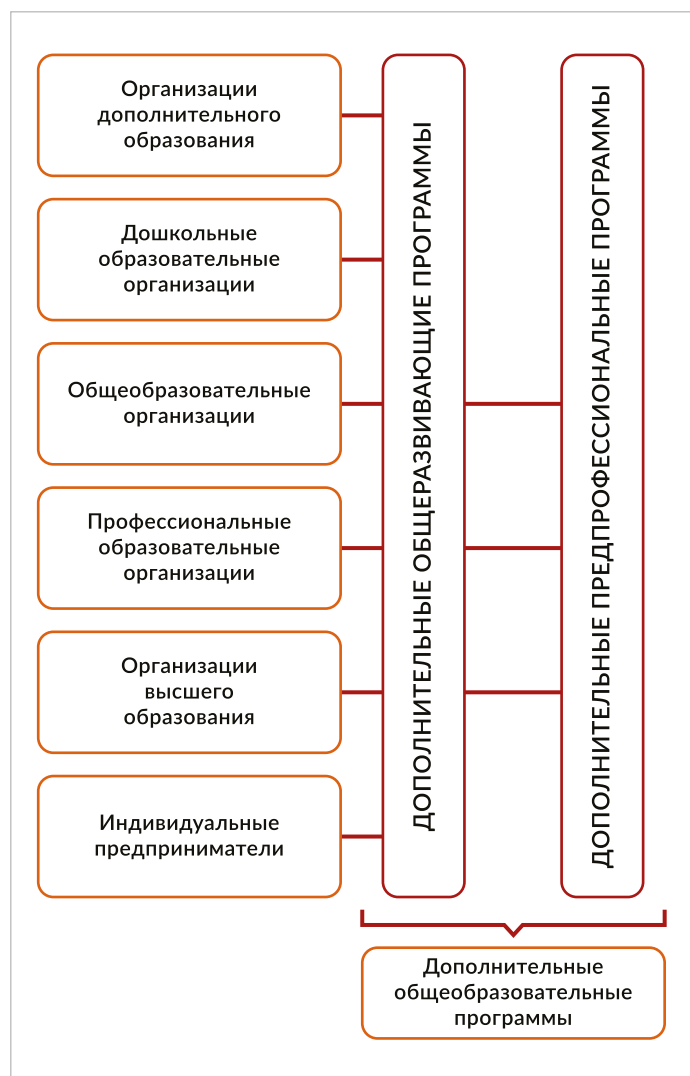 Организации
дополнительного
образования
Дошкольные
образовательные
организации
Общеобразовательные
организации
Профессиональные
образовательные
организации
Организации
высшего
образования
Индивидуальные
предприниматели
ДОПОЛНИТЕЛЬНЫЕ ОБЩЕРАЗВИВАЮЩИЕ ПРОГРАММЫ
ДОПОЛНИТЕЛЬНЫЕ ПРЕДПРОФЕССИОНАЛЬНЫЕ ПРОГРАММЫ
Дополнительные
общеобразовательные
программы